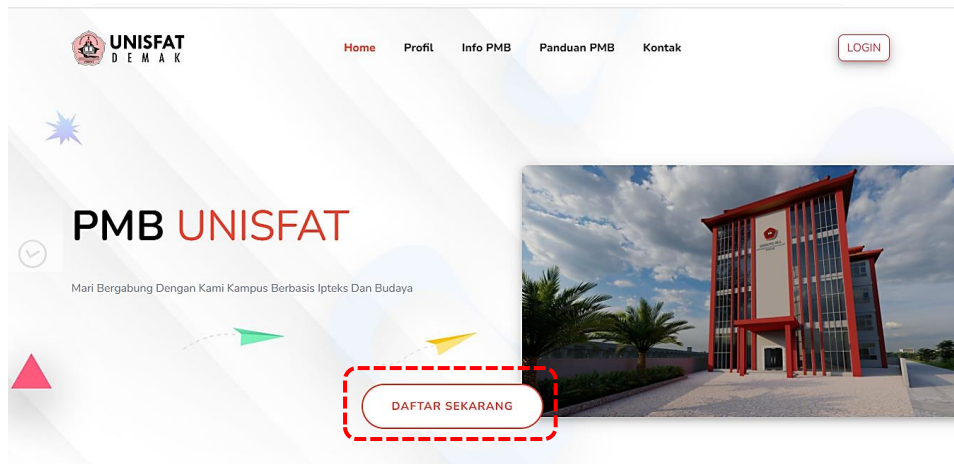 UNISFAT
DEMAK
Home Profil Info PMB Panduan PMB Kontak
LOGIN
PMB UNISFAT
Mari Bergabung Dengan Kami Kampus Berbasis Ipteks Dan Budaya
DAFTAR SEKARANG